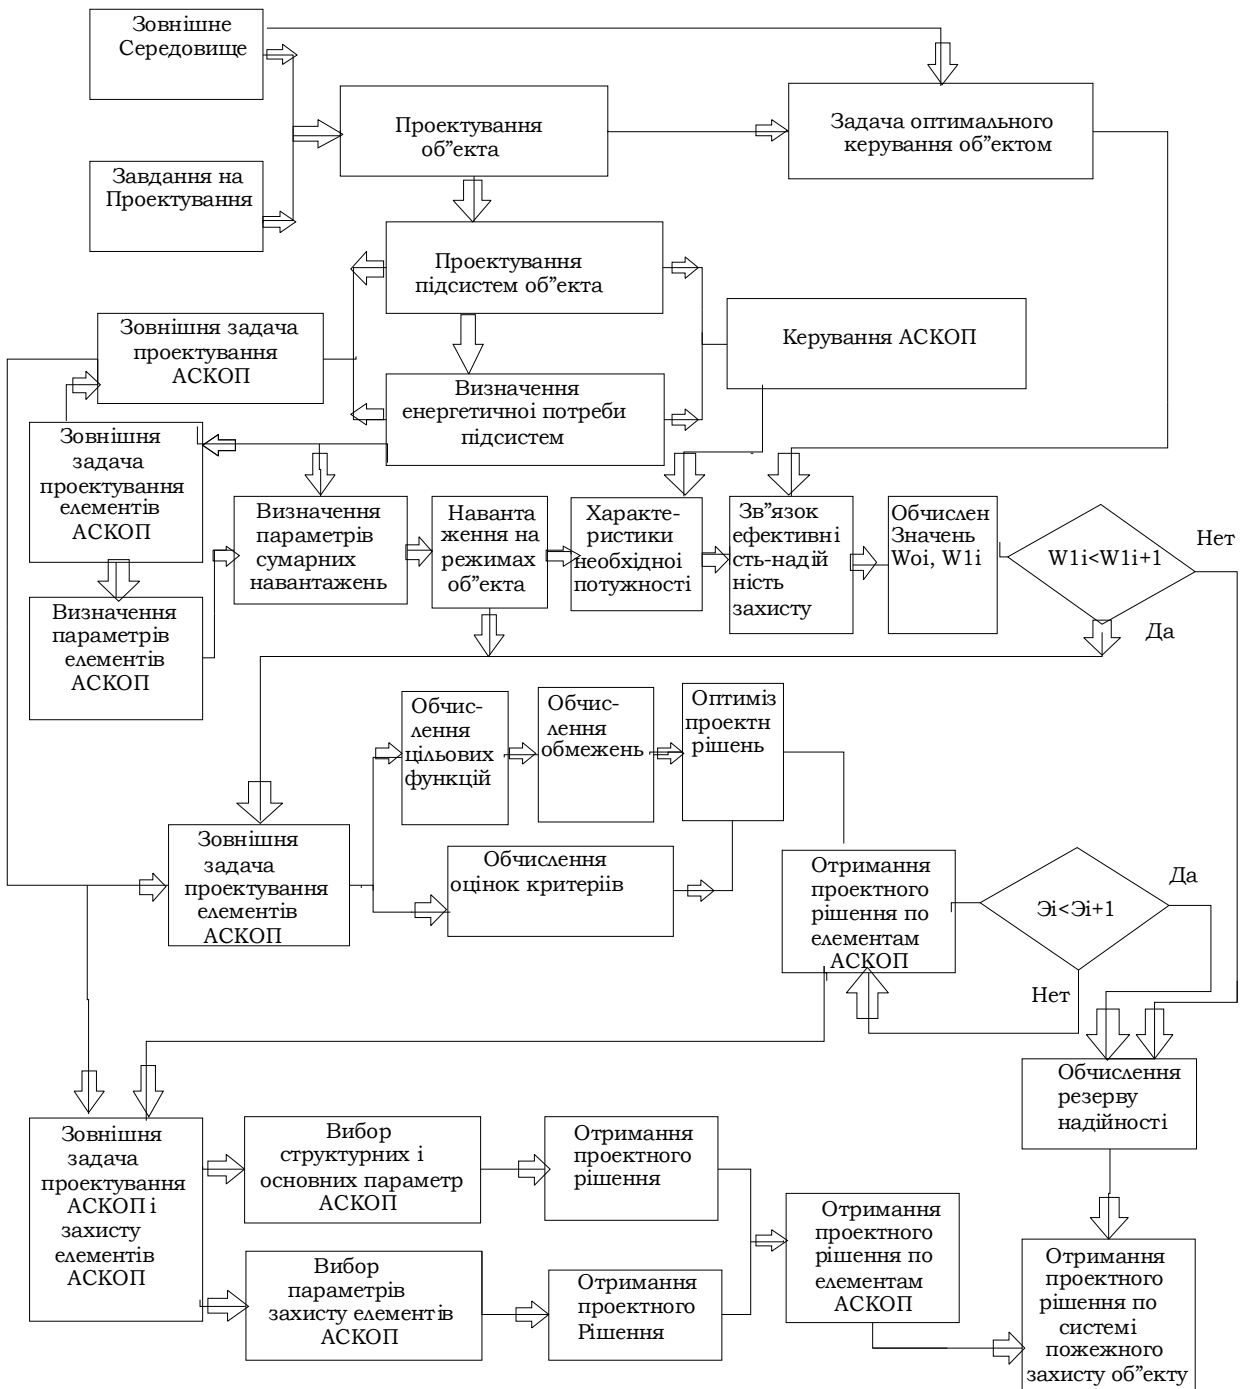 Зовнішне
Середовище
Завдання на
Проектування
Проектування
об"екта
Задача оптимального
керування об"ектом
Проектування
підсистем об"екта
Зовнішня задача
проектування
АСКОП
Керування АСКОП
Визначення
енергетичної потреби
підсистем
Зовнішня
задача
проектування
елементів
АСКОП
Визначення
параметрів
елементів
АСКОП
Визначення
параметрів
сумарних
навантажень
Наванта
ження на
режимах
об"екта
Характе-
ристики
необхідної
потужності
Зв"язок
ефективні
сть-надій
ність
захисту
Обчислен
Значень
Woi, W1i
W1i<W1i+1
Нет
Да
Обчис-
лення
цільових
функцій
Обчис-
лення
обмежень
Оптиміз
проектн
рішень
Зовнішня
задача
проектування
елементів
АСКОП
Обчислення
оцінок критеріів
Отримання
проектного
рішення по
елементам
АСКОП
Эi<Эi+1
Да
Нет
Обчислення
резерву
надійності
Зовнішня
задача
проектування
АСКОП і
захисту
елементів
АСКОП
Вибор
структурних і
основних параметр
АСКОП
Отримання
проектного
рішення
Вибор
параметрів
захисту елементів
АСКОП
Отримання
проектного
Рішення
Отримання
проектного
рішення по
елементам
АСКОП
Отримання
проектного
рішення по
системі
пожежного
захисту об"екту